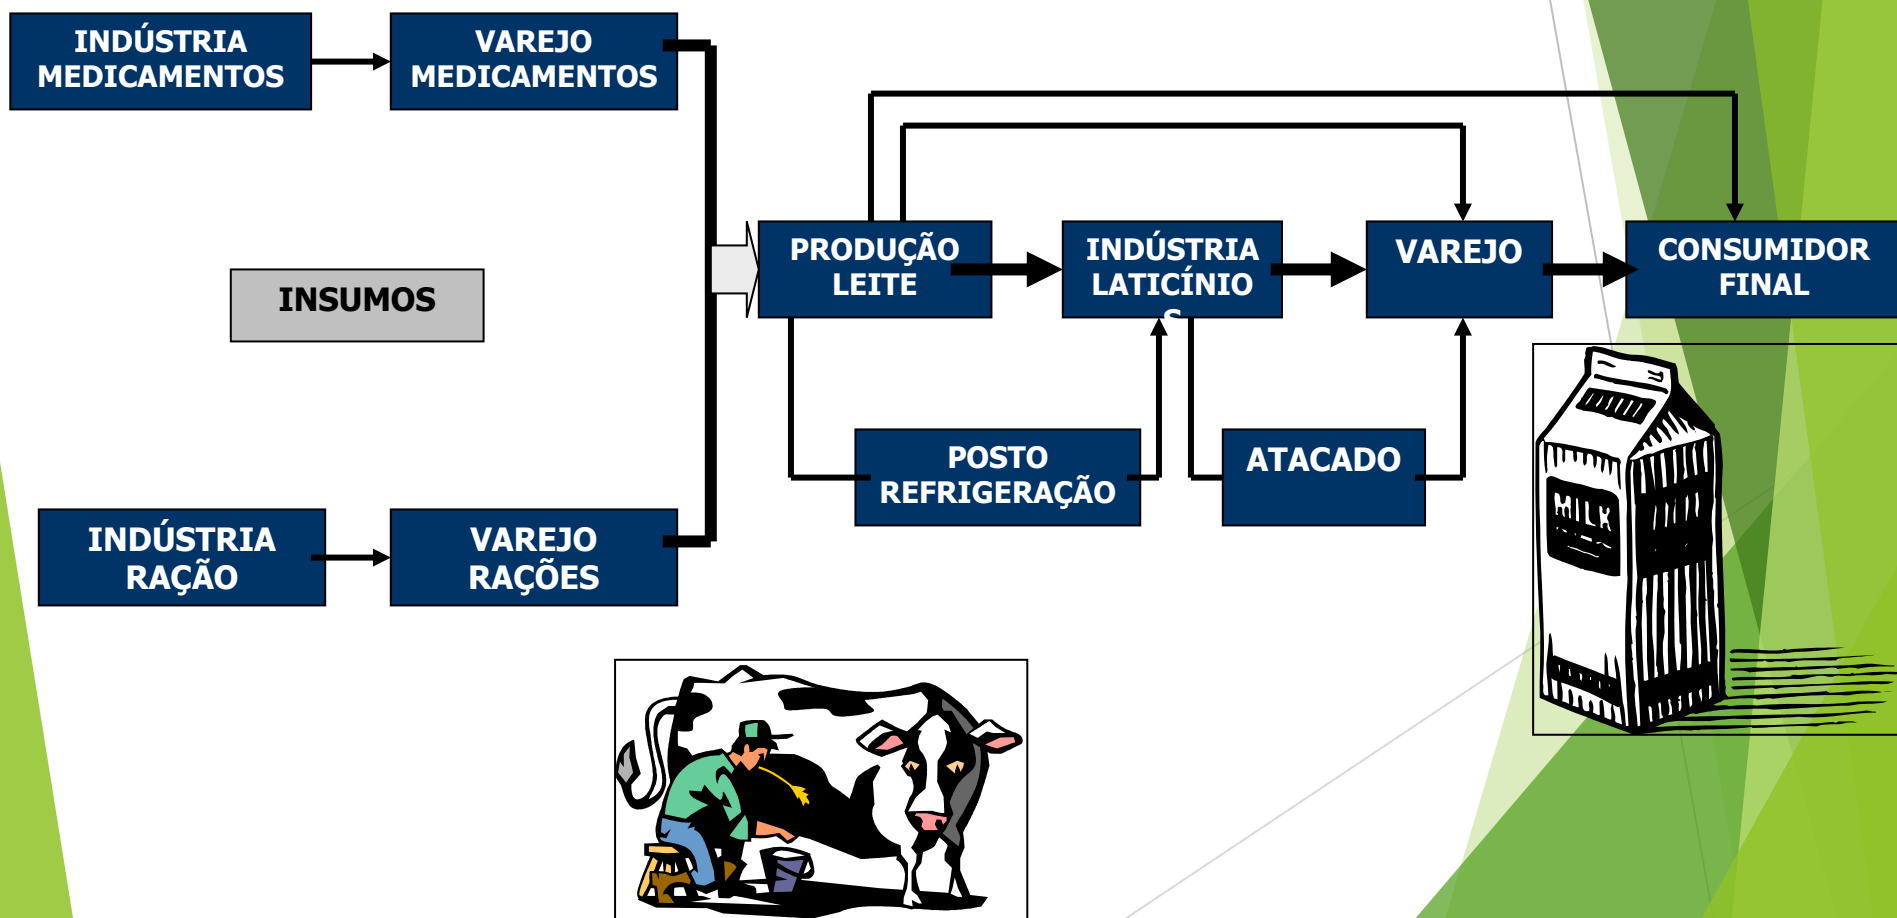 INDÚSTRIA
MEDICAMENTOS
VAREJO
MEDICAMENTOS
PRODUÇÃO
LEITE
INDÚSTRIA
LATICÍNIO
S
VAREJO
CONSUMIDOR
FINAL
INSUMOS
POSTO
REFRIGERAÇÃO
ATACADO
INDÚSTRIA
RAÇÃO
VAREJO
RAÇÕES
MILK